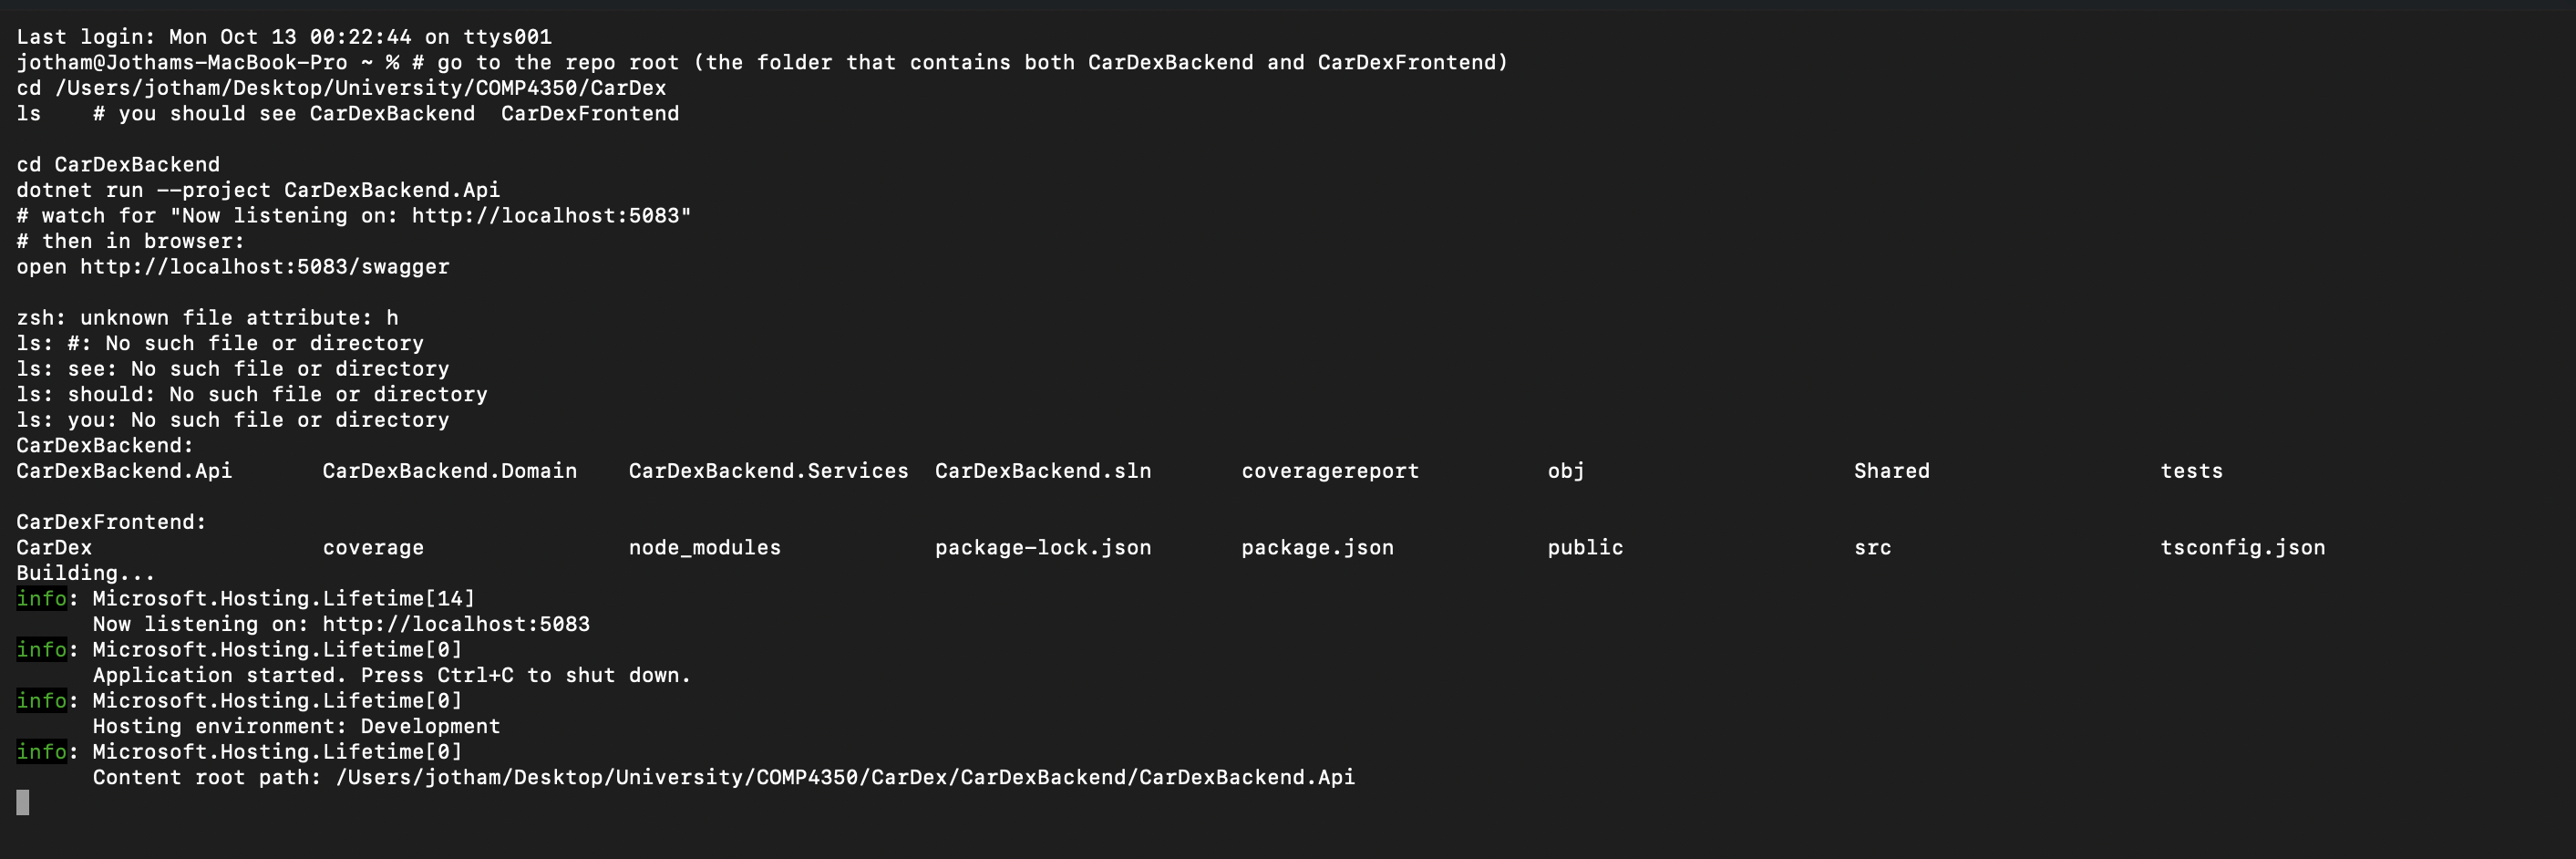 Last login: Mon Oct 13 00:22:44 on ttys001
jotham@Jothams-MacBook-Pro ~ % # go to the repo root (the folder that contains both CarDexBackend and CarDexFrontend)
cd /Users/jotham/Desktop/University/COMP4350/CarDex
ls    # you should see CarDexBackend  CarDexFrontend
cd CarDexBackend
dotnet run --project CarDexBackend.Api
# watch for "Now listening on: http://localhost:5083"
# then in browser:
open http://localhost:5083/swagger
zsh: unknown file attribute: h
ls: #: No such file or directory
ls: see: No such file or directory
ls: should: No such file or directory
ls: you: No such file or directory
CarDexBackend:
CarDexBackend.Api       CarDexBackend.Domain    CarDexBackend.Services  CarDexBackend.sln       coveragereport          obj                     Shared                  tests
CarDexFrontend:
CarDex                  coverage                node_modules            package-lock.json       package.json            public                  src                     tsconfig.json
Building...
info: Microsoft.Hosting.Lifetime[14]
      Now listening on: http://localhost:5083
info: Microsoft.Hosting.Lifetime[0]
      Application started. Press Ctrl+C to shut down.
info: Microsoft.Hosting.Lifetime[0]
      Hosting environment: Development
info: Microsoft.Hosting.Lifetime[0]
      Content root path: /Users/jotham/Desktop/University/COMP4350/CarDex/CarDexBackend/CarDexBackend.Api